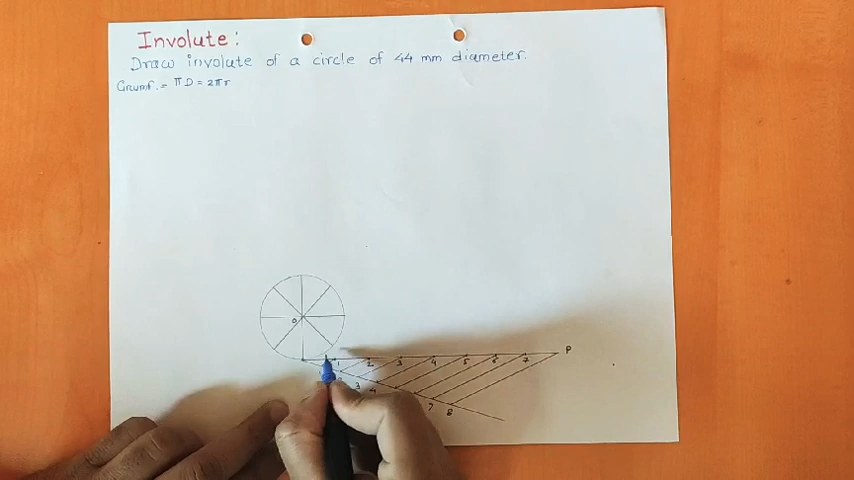 Involute:
Draw involute of a circle of 44 mm diameter.
Circumf. = πD = 2πr
O
1 2 3 4 5 6 7 P
3 4 7 8